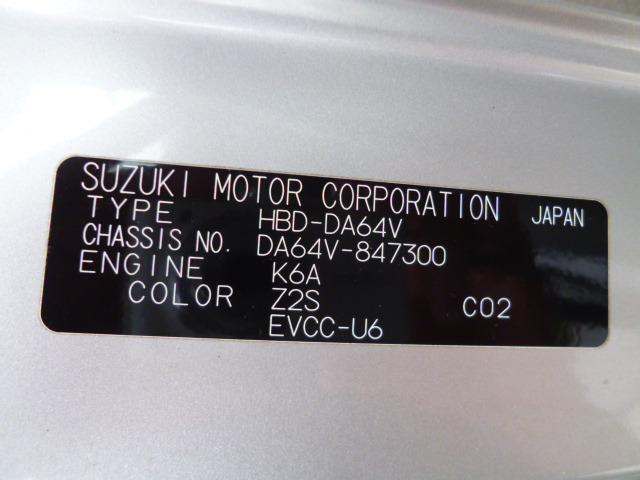 SUZUKI MOTOR CORPORATION JAPAN
TYPE HBD-DA64V
CHASSIS NO. DA64V-847300
ENGINE K6A
COLOR Z2S C02
EVCC-U6